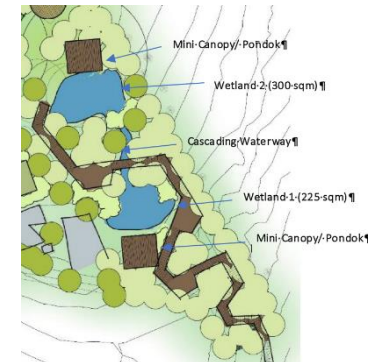 Mini·Canopy/·Pondok¶
Wetland·2·(300·sqm)¶
Cascading·Waterway¶
Wetland·1·(225·sqm)¶
Mini·Canopy/·Pondok¶